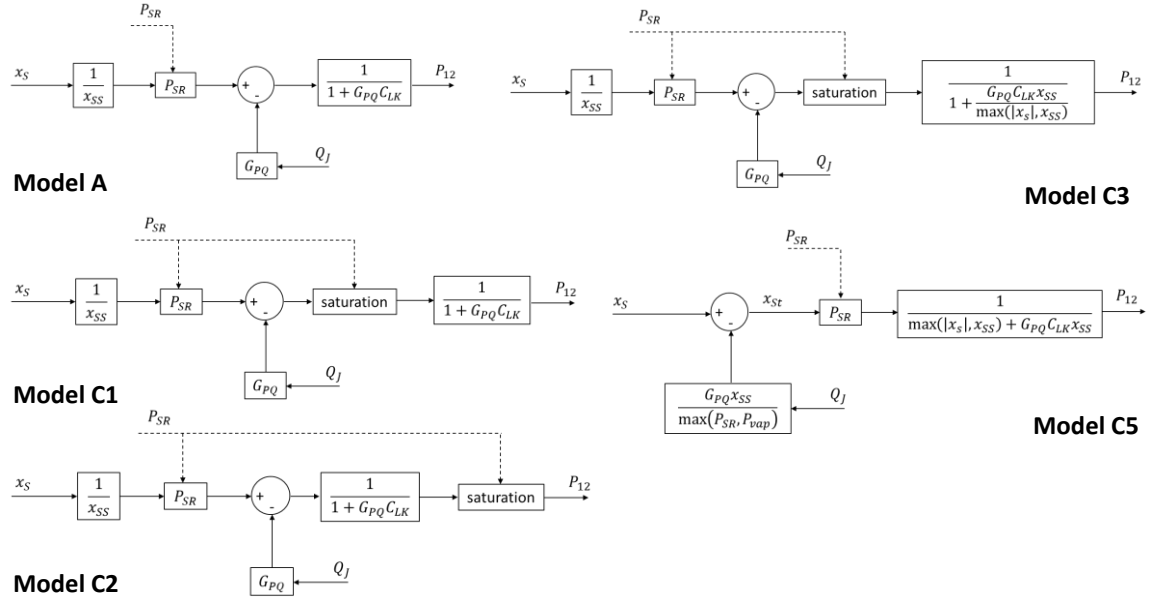 P_SR
x_S
1
x_SS
P_SR
+
-
1
1 + G_PQ C_LK
P_12
G_PQ
Q_J
Model A
P_SR
x_S
1
x_SS
P_SR
+
-
saturation
1
1 + G_PQ C_LK x_SS
max(|x_s|, x_SS)
P_12
G_PQ
Q_J
Model C3
P_SR
x_S
1
x_SS
P_SR
+
-
saturation
1
1 + G_PQ C_LK
P_12
G_PQ
Q_J
Model C1
P_SR
x_S
+
-
x_St
P_SR
1
max(|x_s|, x_SS) + G_PQ C_LK x_SS
P_12
G_PQ x_SS
max(P_SR, P_vap)
Q_J
Model C5
P_SR
x_S
1
x_SS
P_SR
+
-
1
1 + G_PQ C_LK
saturation
P_12
G_PQ
Q_J
Model C2